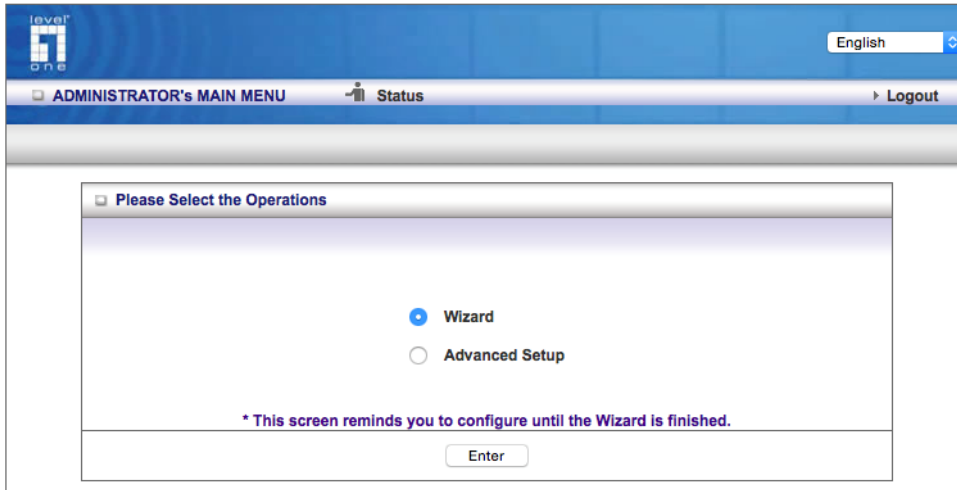 level
one
English
ADMINISTRATOR's MAIN MENU Status Logout
Please Select the Operations
Wizard
Advanced Setup
* This screen reminds you to configure until the Wizard is finished.
Enter